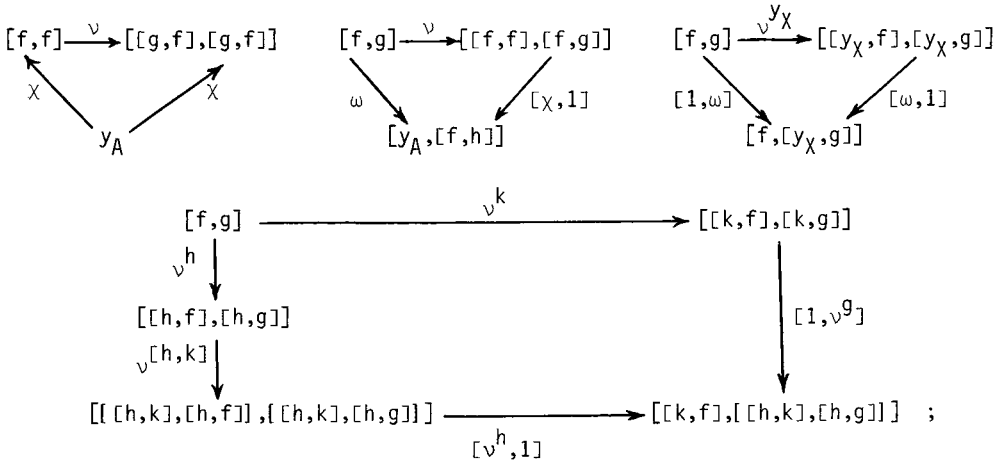 [f,f] ν [[g,f],[g,f]] [f,g] ν [[f,f],[f,g]] [f,g] ν^{y_χ} [[y_χ,f],[y_χ,g]]
χ χ ω [χ,1] [1,ω] [ω,1]
y_A [y_A,[f,h]] [f,[y_χ,g]]
[f,g] ν^k [[k,f],[k,g]]
ν^h
[[h,f],[h,g]] [1,ν^g]
ν^{[h,k]}
[[[h,k],[h,f]],[[h,k],[h,g]]] [[k,f],[[h,k],[h,g]]] ;
[ν^h,1]